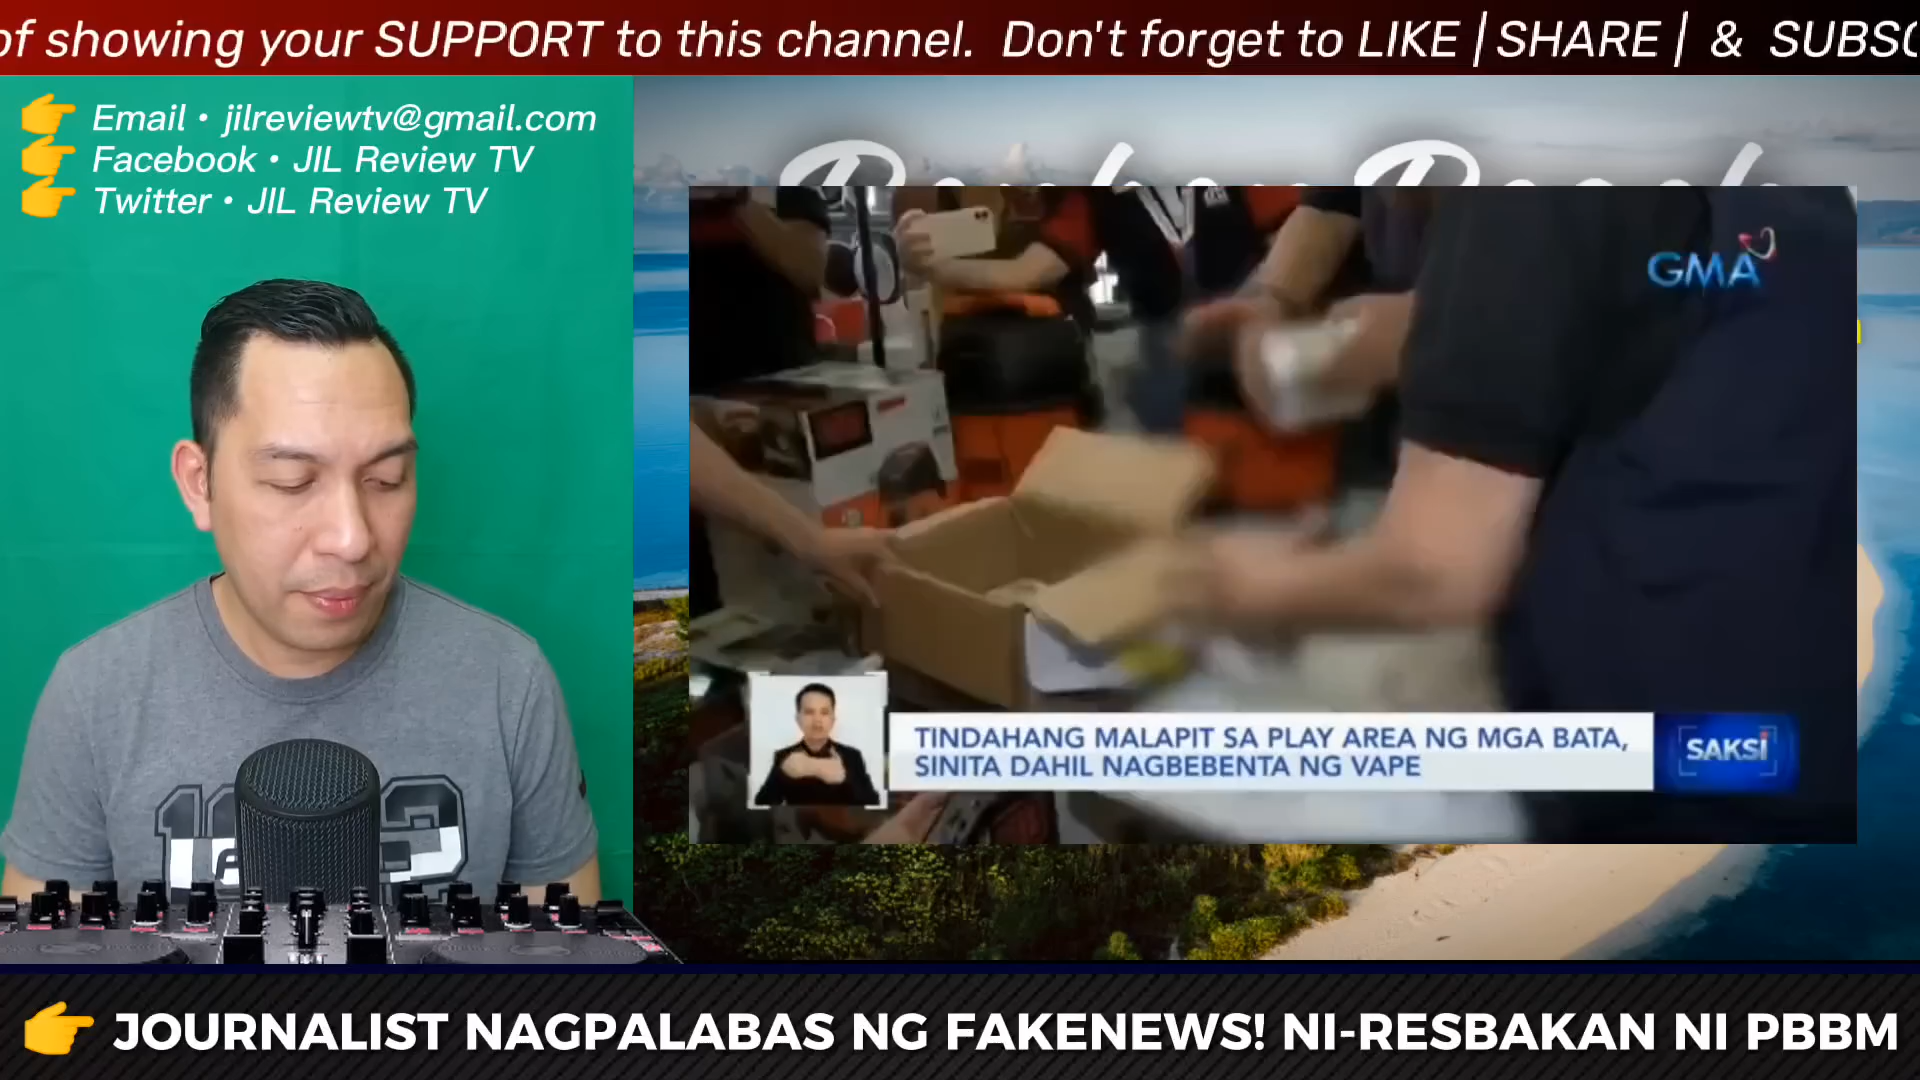 of showing your SUPPORT to this channel. Don't forget to LIKE | SHARE | & SUBSC
Email • jilreviewtv@gmail.com
Facebook • JIL Review TV
Twitter • JIL Review TV
GMA
TINDAHANG MALAPIT SA PLAY AREA NG MGA BATA,
SINITA DAHIL NAGBEBENTA NG VAPE
SAKSI
JOURNALIST NAGPALABAS NG FAKENEWS! NI-RESBAKAN NI PBBM